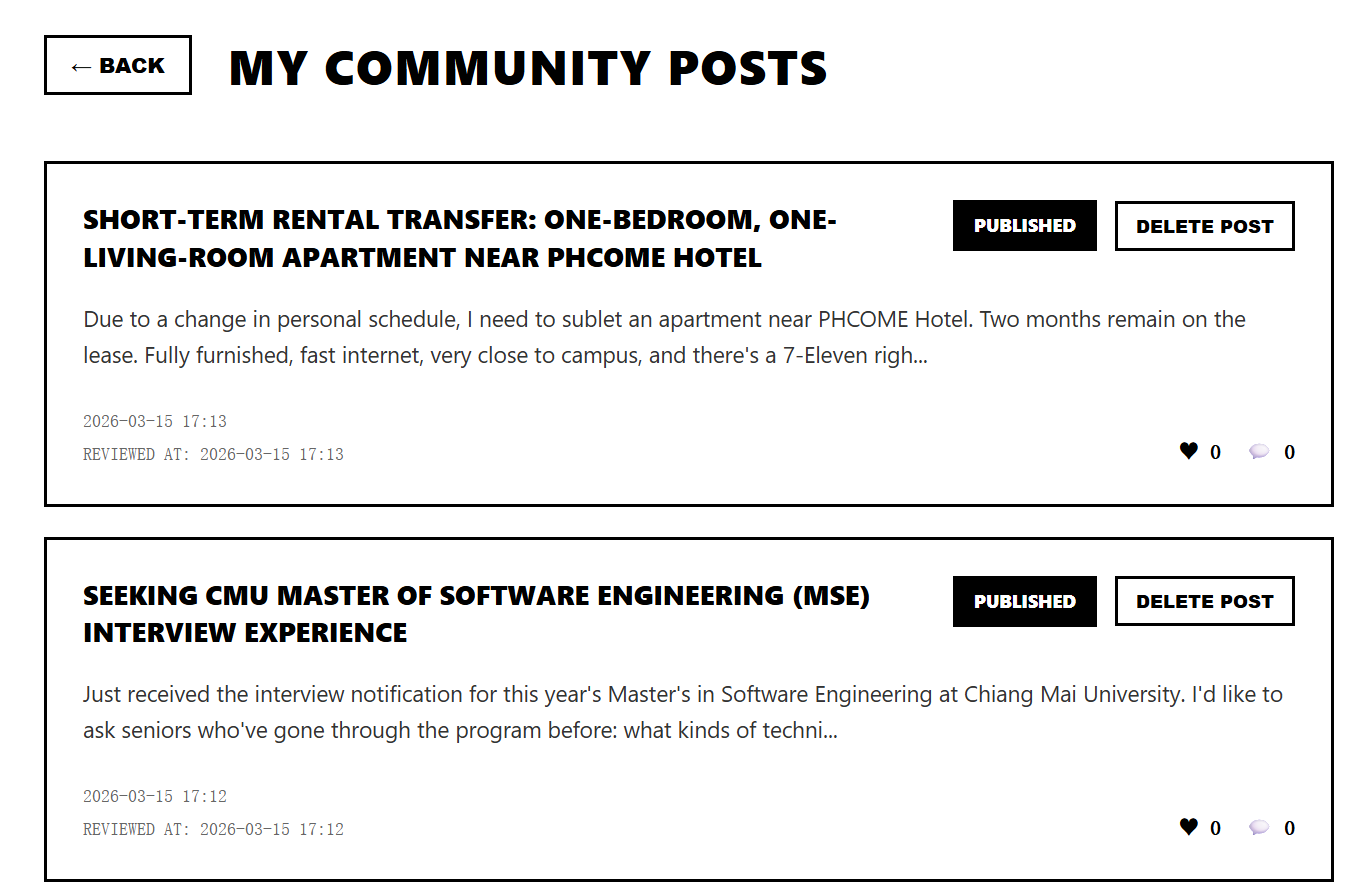 ← BACK
MY COMMUNITY POSTS
SHORT-TERM RENTAL TRANSFER: ONE-BEDROOM, ONE-
LIVING-ROOM APARTMENT NEAR PHCOME HOTEL
PUBLISHED
DELETE POST
Due to a change in personal schedule, I need to sublet an apartment near PHCOME Hotel. Two months remain on the
lease. Fully furnished, fast internet, very close to campus, and there's a 7-Eleven righ...
2026-03-15 17:13
REVIEWED AT: 2026-03-15 17:13
♥ 0 💬 0
SEEKING CMU MASTER OF SOFTWARE ENGINEERING (MSE)
INTERVIEW EXPERIENCE
PUBLISHED
DELETE POST
Just received the interview notification for this year's Master's in Software Engineering at Chiang Mai University. I'd like to
ask seniors who've gone through the program before: what kinds of techni...
2026-03-15 17:12
REVIEWED AT: 2026-03-15 17:12
♥ 0 💬 0